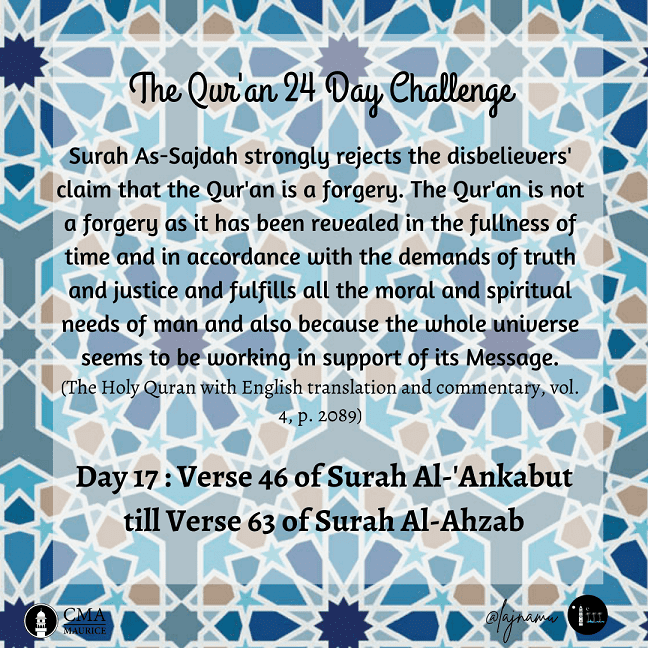 The Qur'an 24 Day Challenge
Surah As-Sajdah strongly rejects the disbelievers'
claim that the Qur'an is a forgery. The Qur'an is not
a forgery as it has been revealed in the fullness of
time and in accordance with the demands of truth
and justice and fulfills all the moral and spiritual
needs of man and also because the whole universe
seems to be working in support of its Message.
(The Holy Quran with English translation and commentary, vol.
4, p. 2089)
Day 17 : Verse 46 of Surah Al-'Ankabut
till Verse 63 of Surah Al-Ahzab
CMA
MAURICE
@lajnamu